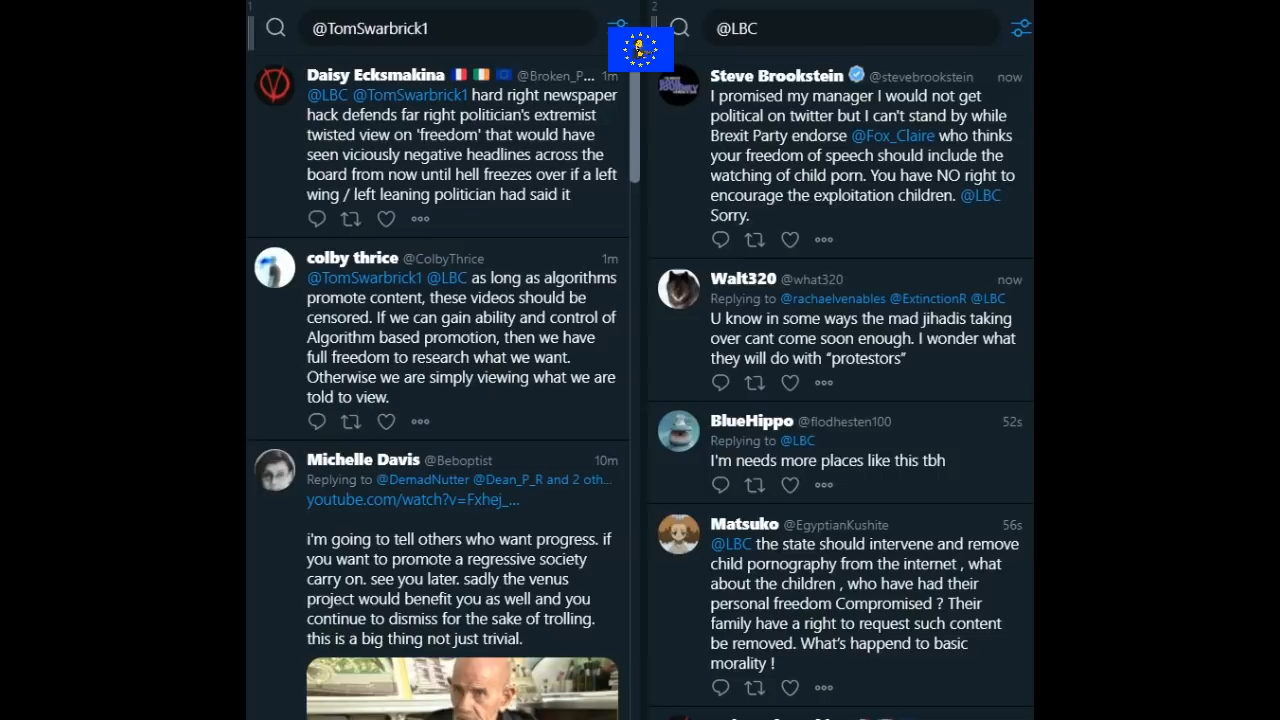 1
@TomSwarbrick1
Daisy Ecksmakina @Broken_P... 1m
@LBC @TomSwarbrick1 hard right newspaper
hack defends far right politician's extremist
twisted view on 'freedom' that would have
seen viciously negative headlines across the
board from now until hell freezes over if a left
wing / left leaning politician had said it
colby thrice @ColbyThrice 1m
@TomSwarbrick1 @LBC as long as algorithms
promote content, these videos should be
censored. If we can gain ability and control of
Algorithm based promotion, then we have
full freedom to research what we want.
Otherwise we are simply viewing what we are
told to view.
Michelle Davis @Beboptist 10m
Replying to @DemadNutter @Dean_P_R and 2 oth...
youtube.com/watch?v=Fxhej_...
i'm going to tell others who want progress. if
you want to promote a regressive society
carry on. see you later. sadly the venus
project would benefit you as well and you
continue to dismiss for the sake of trolling.
this is a big thing not just trivial.
2
@LBC
Steve Brookstein @stevebrookstein now
I promised my manager I would not get
political on twitter but I can't stand by while
Brexit Party endorse @Fox_Claire who thinks
your freedom of speech should include the
watching of child porn. You have NO right to
encourage the exploitation children. @LBC
Sorry.
Walt320 @what320 now
Replying to @rachaelvenables @ExtinctionR @LBC
U know in some ways the mad jihadis taking
over cant come soon enough. I wonder what
they will do with “protestors”
BlueHippo @flodhesten100 52s
Replying to @LBC
I'm needs more places like this tbh
Matsuko @EgyptianKushite 56s
@LBC the state should intervene and remove
child pornography from the internet , what
about the children , who have had their
personal freedom Compromised ? Their
family have a right to request such content
be removed. What’s happend to basic
morality !